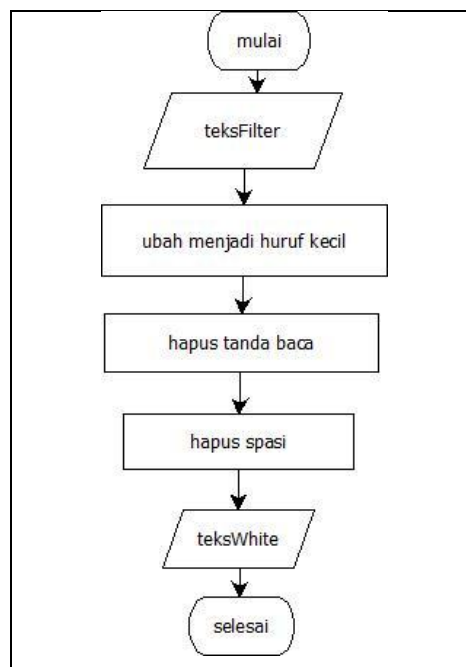 mulai
teksFilter
ubah menjadi huruf kecil
hapus tanda baca
hapus spasi
teksWhite
selesai